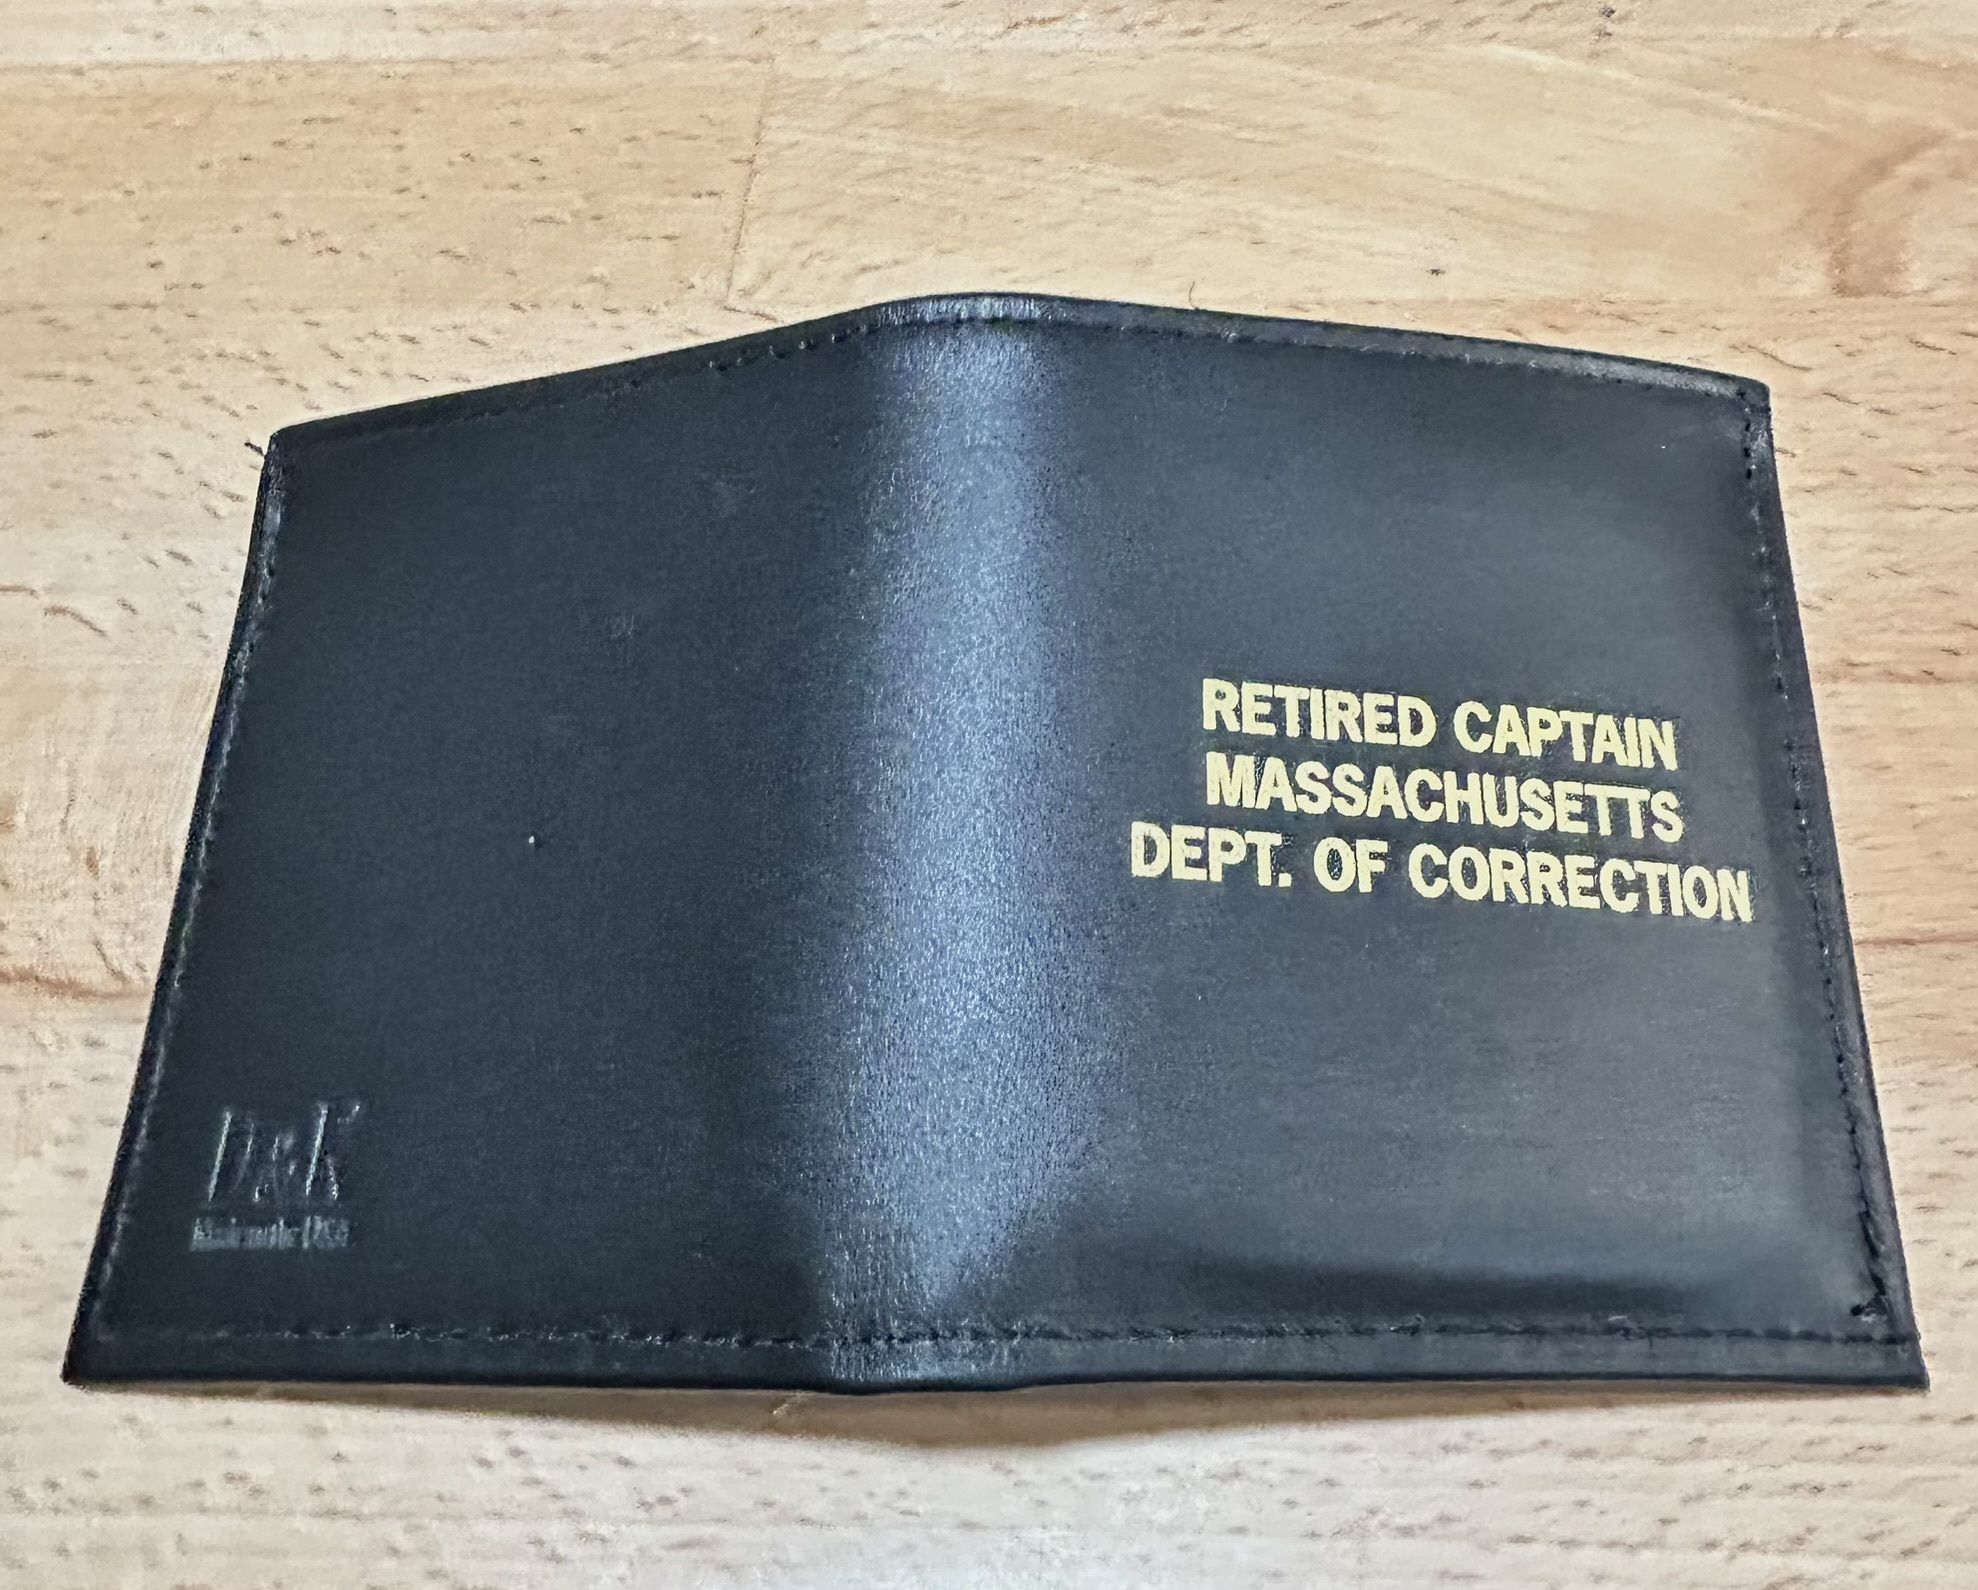 D&K
RETIRED CAPTAIN
MASSACHUSETTS
DEPT. OF CORRECTION